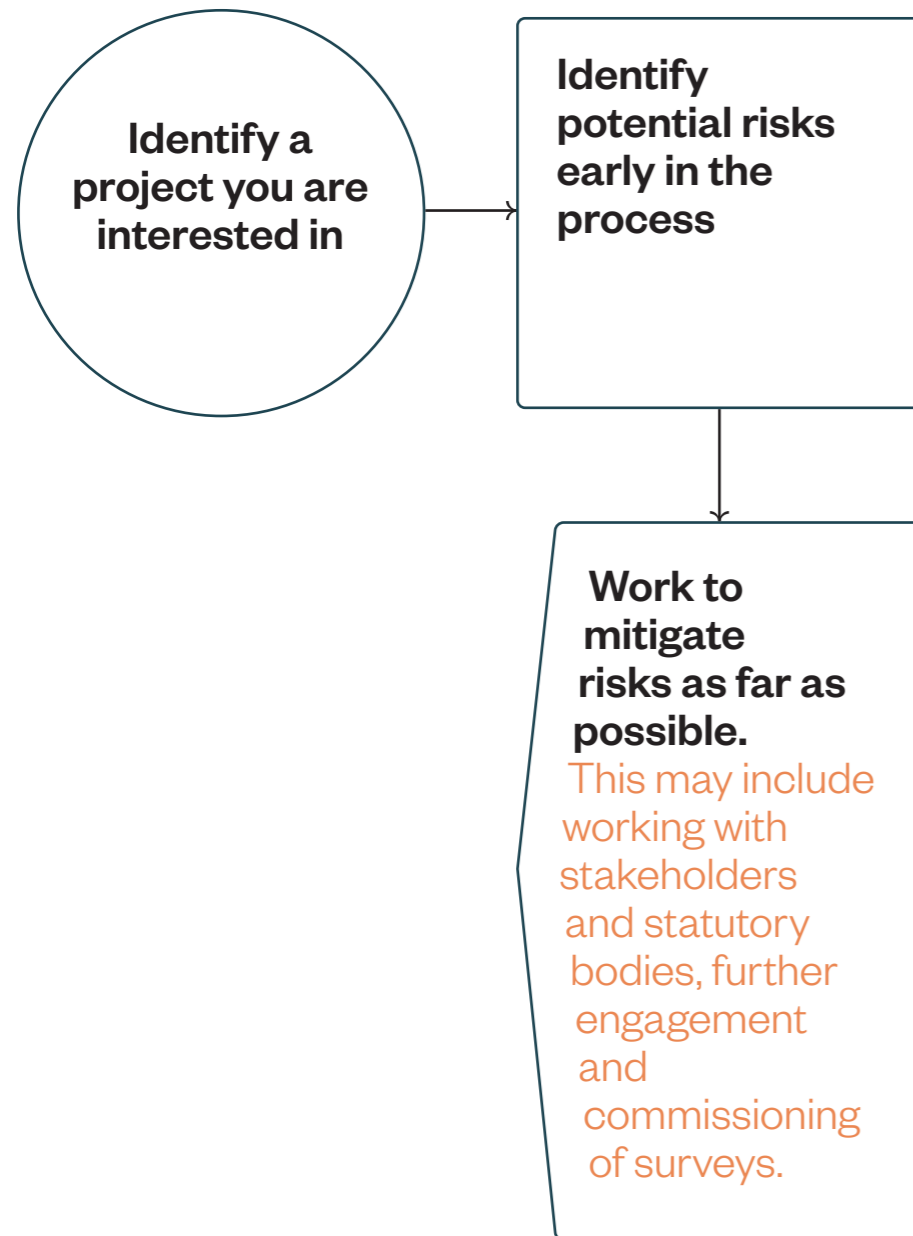 Identify a
project you are
interested in
Identify
potential risks
early in the
process
Work to
mitigate
risks as far as
possible.
This may include
working with
stakeholders
and statutory
bodies, further
engagement
and
commissioning
of surveys.